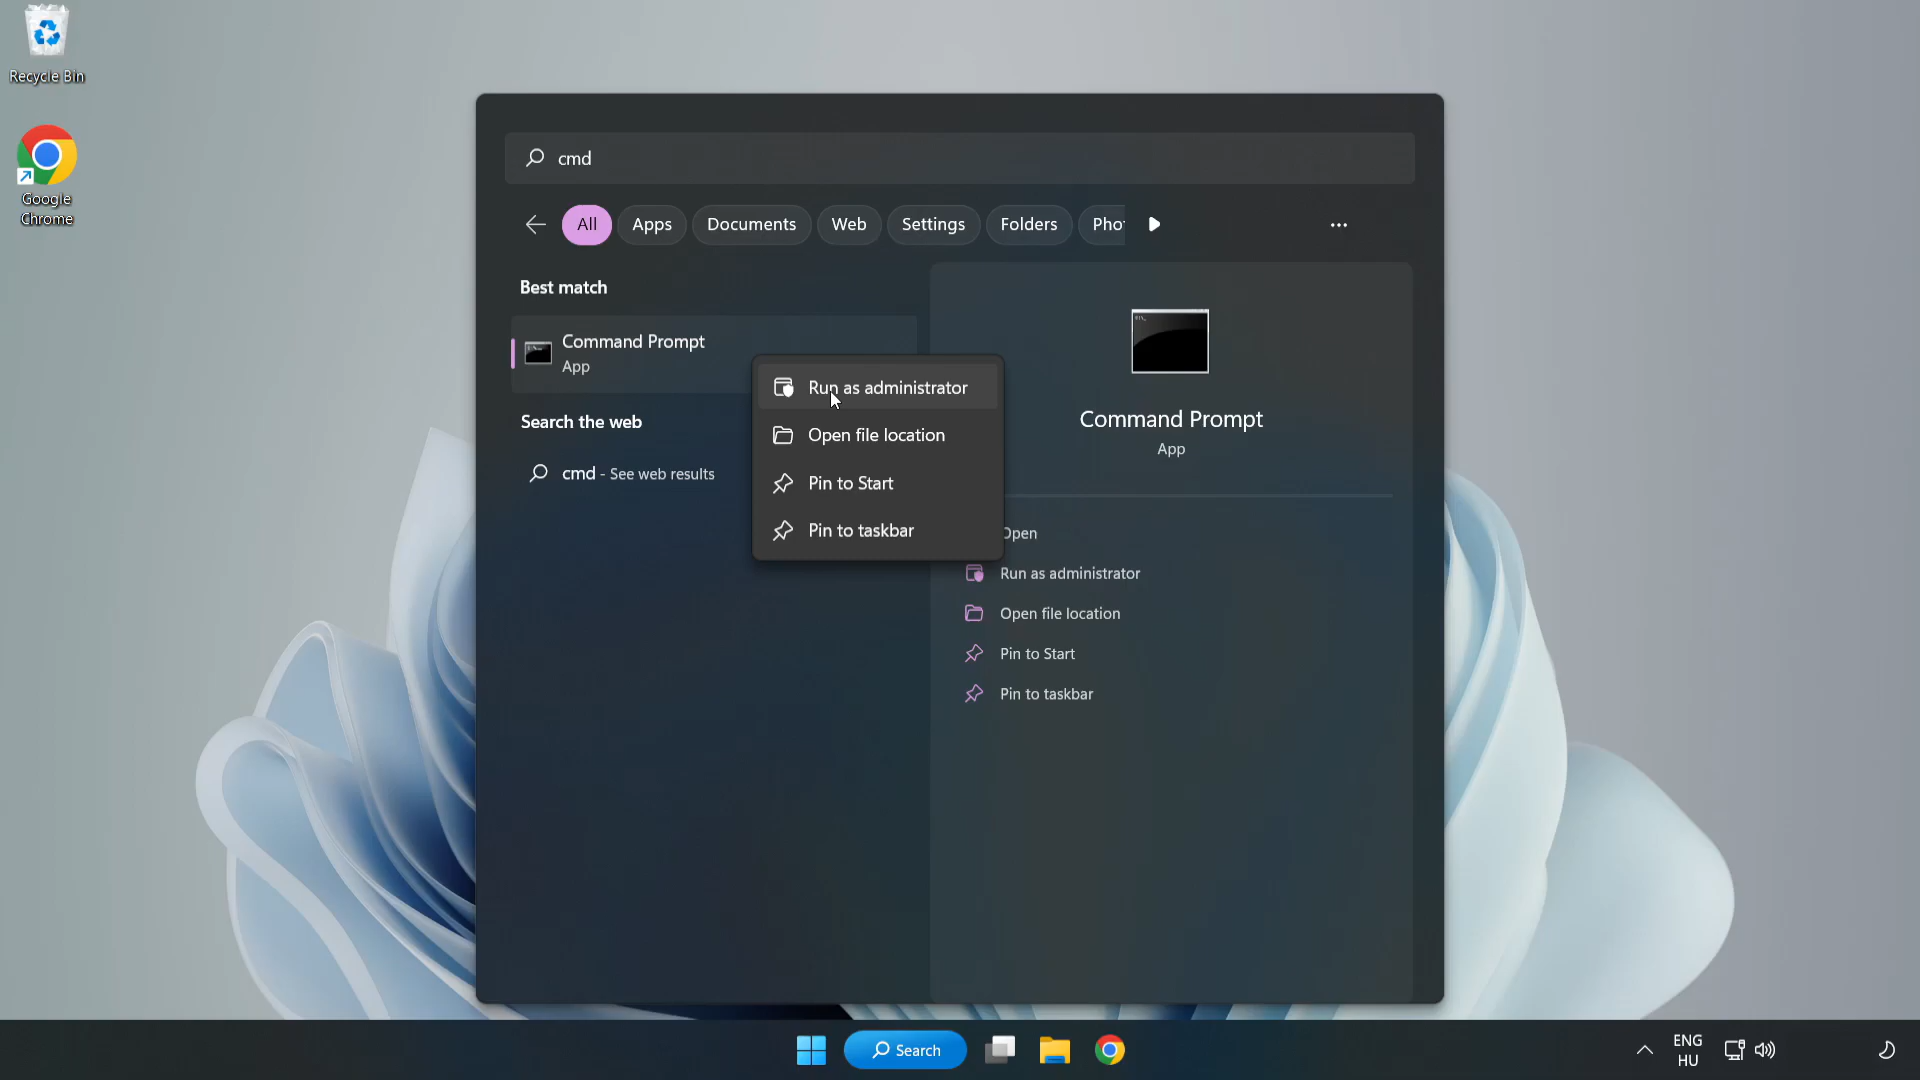 Recycle Bin
Google
Chrome
cmd
All
Apps
Documents
Web
Settings
Folders
Pho
Best match
Command Prompt
App
Search the web
cmd - See web results
Run as administrator
Open file location
Pin to Start
Pin to taskbar
Command Prompt
App
Open
Run as administrator
Open file location
Pin to Start
Pin to taskbar
Search
ENG
HU